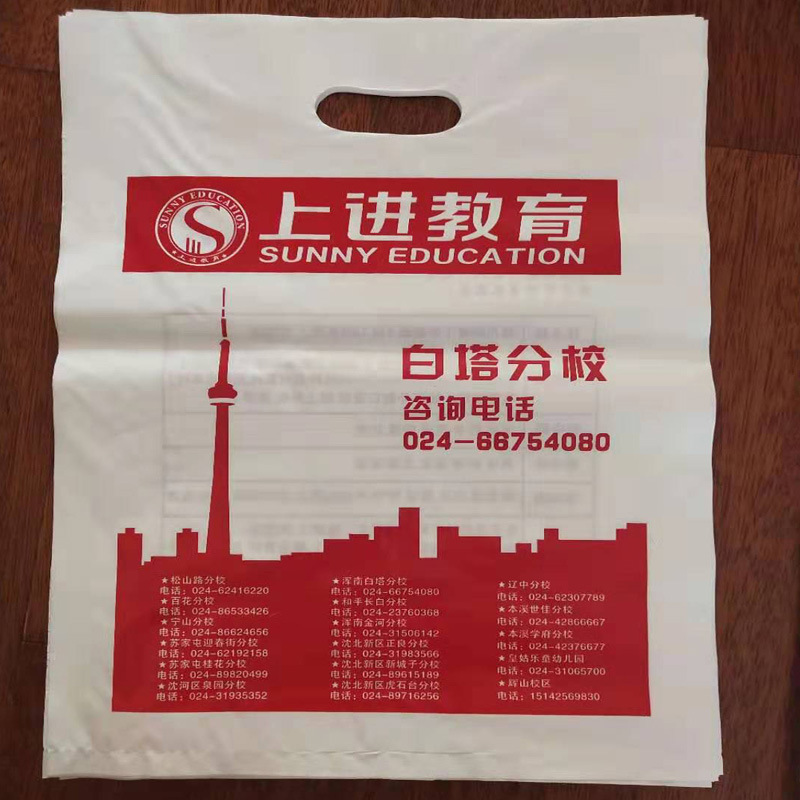 SUNNY EDUCATION
上进教育
上进教育
SUNNY EDUCATION
白塔分校
咨询电话
024-66754080
★松山路分校
电话：024-62416220
★百花分校
电话：024-86533426
★宁山分校
电话：024-86624656
★苏家屯迎春街分校
电话：024-62192158
★苏家屯桂花分校
电话：024-89820499
★沈河区泉园分校
电话：024-31935352
★浑南白塔分校
电话：024-66754080
★和平长白分校
电话：024-23760368
★浑南金河分校
电话：024-31506142
★沈北新区正良分校
电话：024-31983566
★沈北新区新城子分校
电话：024-89615189
★沈北新区虎石台分校
电话：024-89716256
★辽中分校
电话：024-62307789
★本溪世佳分校
电话：024-42866667
★本溪学府分校
电话：024-42376677
★皇姑乐童幼儿园
电话：024-31065700
★辉山校区
电话：15142569830